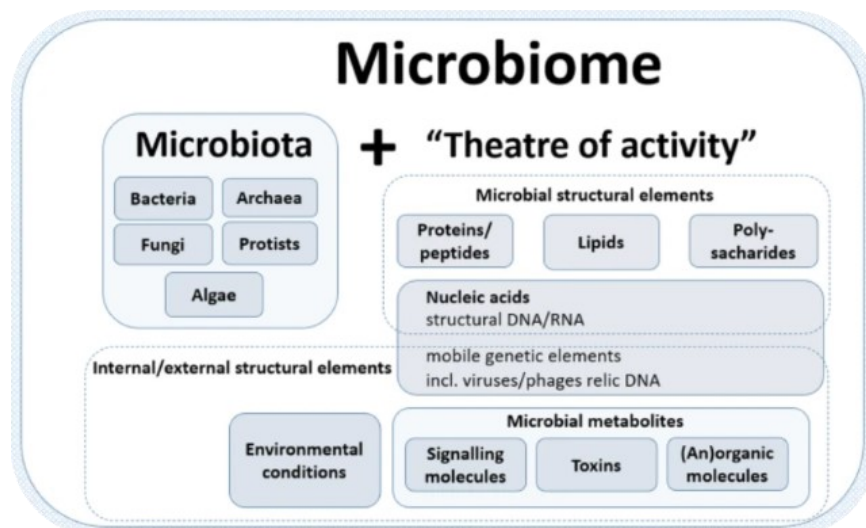 Microbiome
Microbiota + “Theatre of activity”
Bacteria Archaea
Fungi Protists
Algae
Microbial structural elements
Proteins/
peptides
Lipids
Poly-
sacharides
Nucleic acids
structural DNA/RNA
mobile genetic elements
incl. viruses/phages relic DNA
Internal/external structural elements
Environmental
conditions
Microbial metabolites
Signalling
molecules
Toxins
(An)organic
molecules